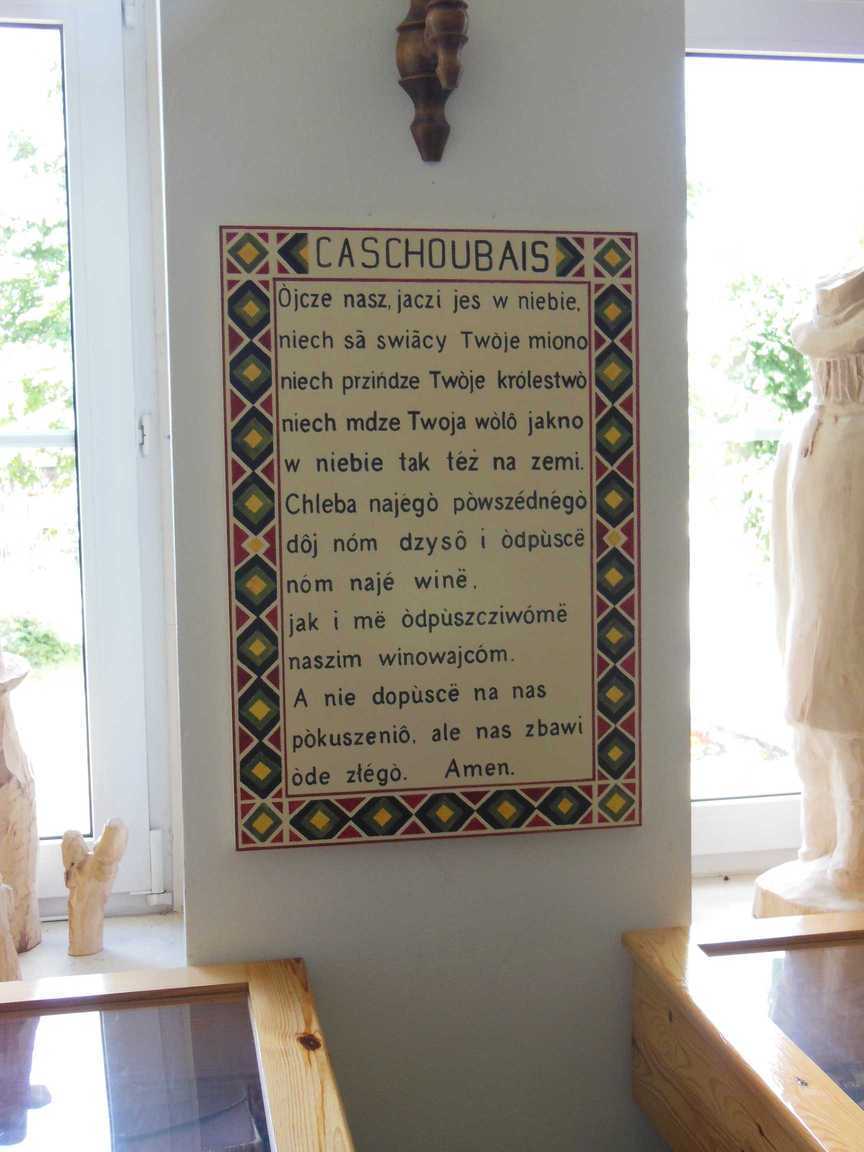 CASCHOUBAIS
Òjcze nasz, jaczi jes w niebie,
niech sã swiãcy Twòje miono
niech przińdze Twòje królestwò
niech mdze Twoja wòlô jakno
w niebie tak téż na zemi.
Chleba najégò pòwszédnégò
dôj nóm dzysô i òdpùscë
nóm najé winë,
jak i më òdpùszcziwómë
naszim winowajcóm.
A nie dopùscë na nas
pòkuszeniô, ale nas zbawi
òde złégò. Amen.